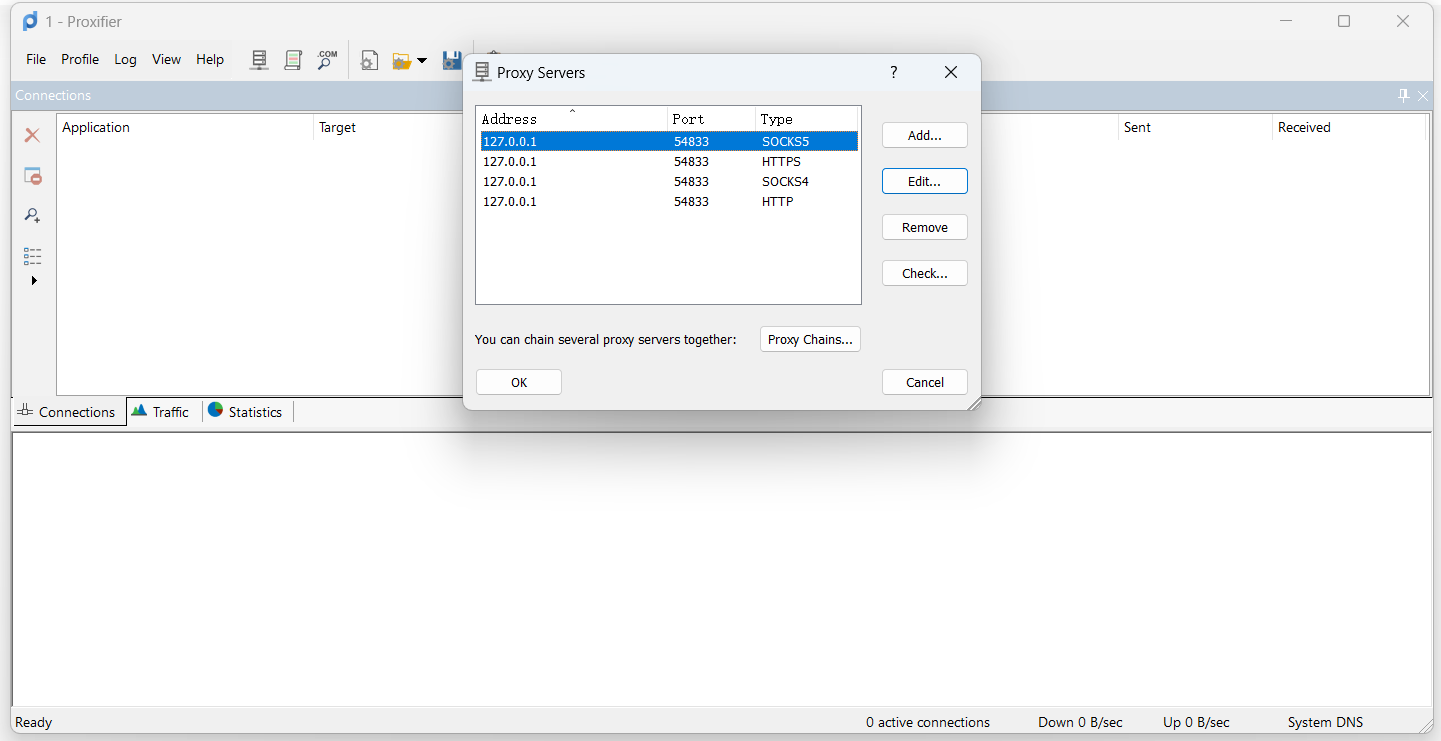 1 - Proxifier
File Profile Log View Help .COM
Proxy Servers ?
Connections
Application Target Sent Received
Address Port Type
127.0.0.1 54833 SOCKS5
127.0.0.1 54833 HTTPS
127.0.0.1 54833 SOCKS4
127.0.0.1 54833 HTTP
Add...
Edit...
Remove
Check...
You can chain several proxy servers together: Proxy Chains...
OK Cancel
Connections Traffic Statistics
Ready 0 active connections Down 0 B/sec Up 0 B/sec System DNS